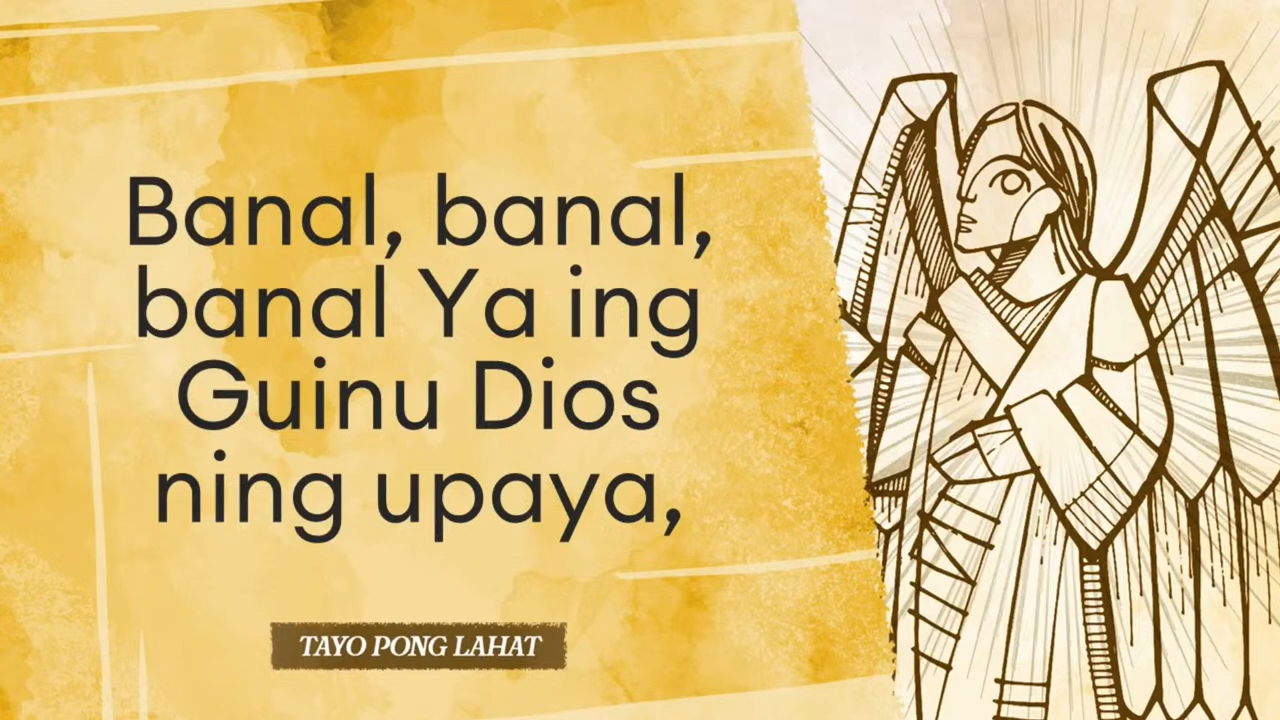 Banal, banal,
banal Ya ing
Guinu Dios
ning upaya,
TAYO PONG LAHAT